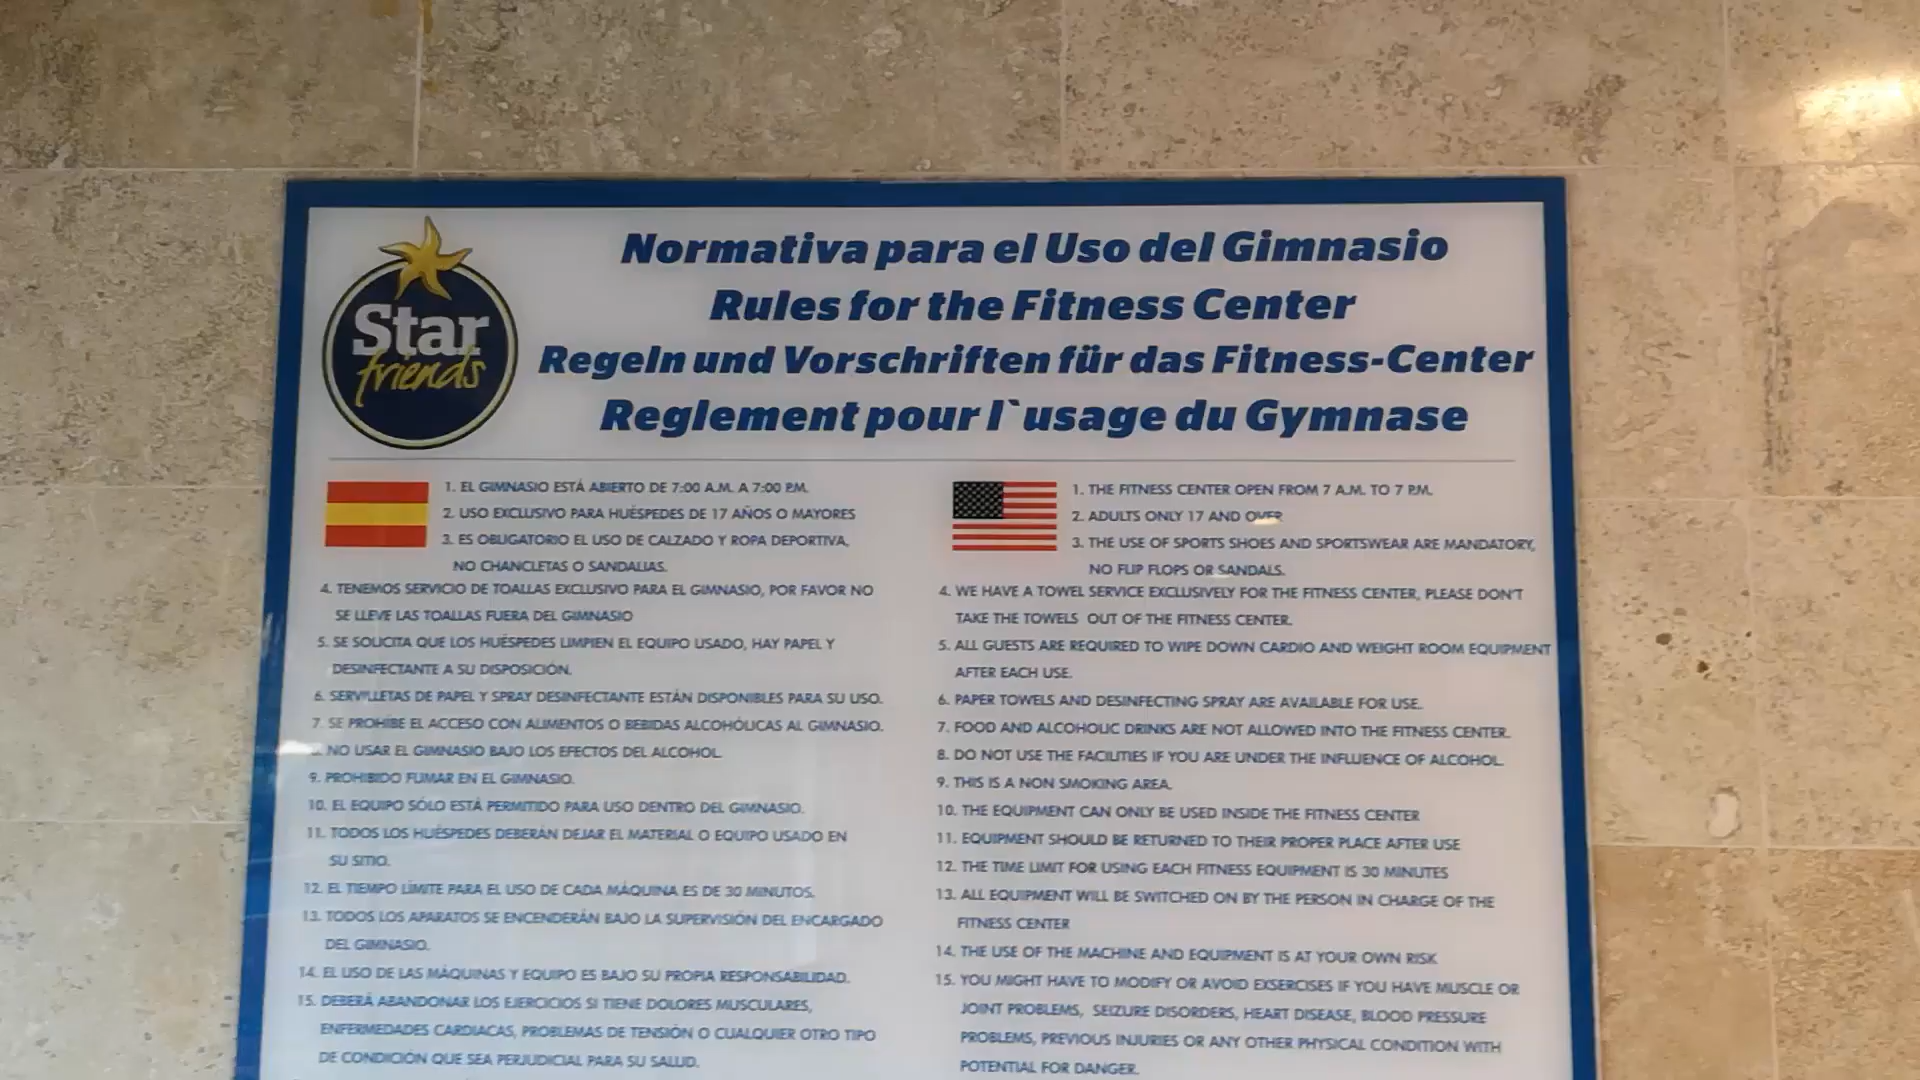 Star
friends
Normativa para el Uso del Gimnasio
Rules for the Fitness Center
Regeln und Vorschriften für das Fitness-Center
Reglement pour l`usage du Gymnase
1. EL GIMNASIO ESTÁ ABIERTO DE 7:00 A.M. A 7:00 P.M.
2. USO EXCLUSIVO PARA HUÉSPEDES DE 17 AÑOS O MAYORES
3. ES OBLIGATORIO EL USO DE CALZADO Y ROPA DEPORTIVA,
NO CHANCLETAS O SANDALIAS.
4. TENEMOS SERVICIO DE TOALLAS EXCLUSIVO PARA EL GIMNASIO, POR FAVOR NO
SE LLEVE LAS TOALLAS FUERA DEL GIMNASIO
5. SE SOLICITA QUE LOS HUÉSPEDES LIMPIEN EL EQUIPO USADO, HAY PAPEL Y
DESINFECTANTE A SU DISPOSICIÓN.
6. SERVILLETAS DE PAPEL Y SPRAY DESINFECTANTE ESTÁN DISPONIBLES PARA SU USO.
7. SE PROHÍBE EL ACCESO CON ALIMENTOS O BEBIDAS ALCOHÓLICAS AL GIMNASIO.
NO USAR EL GIMNASIO BAJO LOS EFECTOS DEL ALCOHOL.
9. PROHIBIDO FUMAR EN EL GIMNASIO.
10. EL EQUIPO SÓLO ESTÁ PERMITIDO PARA USO DENTRO DEL GIMNASIO.
11. TODOS LOS HUÉSPEDES DEBERÁN DEJAR EL MATERIAL O EQUIPO USADO EN
SU SITIO.
12. EL TIEMPO LÍMITE PARA EL USO DE CADA MÁQUINA ES DE 30 MINUTOS.
13. TODOS LOS APARATOS SE ENCENDERÁN BAJO LA SUPERVISIÓN DEL ENCARGADO
DEL GIMNASIO.
14. EL USO DE LAS MÁQUINAS Y EQUIPO ES BAJO SU PROPIA RESPONSABILIDAD.
15. DEBERÁ ABANDONAR LOS EJERCICIOS SI TIENE DOLORES MUSCULARES,
ENFERMEDADES CARDIACAS, PROBLEMAS DE TENSIÓN O CUALQUIER OTRO TIPO
DE CONDICIÓN QUE SEA PERJUDICIAL PARA SU SALUD.
1. THE FITNESS CENTER OPEN FROM 7 A.M. TO 7 P.M.
2. ADULTS ONLY 17 AND OVER
3. THE USE OF SPORTS SHOES AND SPORTSWEAR ARE MANDATORY,
NO FLIP FLOPS OR SANDALS.
4. WE HAVE A TOWEL SERVICE EXCLUSIVELY FOR THE FITNESS CENTER, PLEASE DON'T
TAKE THE TOWELS OUT OF THE FITNESS CENTER.
5. ALL GUESTS ARE REQUIRED TO WIPE DOWN CARDIO AND WEIGHT ROOM EQUIPMENT
AFTER EACH USE.
6. PAPER TOWELS AND DESINFECTING SPRAY ARE AVAILABLE FOR USE.
7. FOOD AND ALCOHOLIC DRINKS ARE NOT ALLOWED INTO THE FITNESS CENTER.
8. DO NOT USE THE FACILITIES IF YOU ARE UNDER THE INFLUENCE OF ALCOHOL.
9. THIS IS A NON SMOKING AREA.
10. THE EQUIPMENT CAN ONLY BE USED INSIDE THE FITNESS CENTER
11. EQUIPMENT SHOULD BE RETURNED TO THEIR PROPER PLACE AFTER USE
12. THE TIME LIMIT FOR USING EACH FITNESS EQUIPMENT IS 30 MINUTES
13. ALL EQUIPMENT WILL BE SWITCHED ON BY THE PERSON IN CHARGE OF THE
FITNESS CENTER
14. THE USE OF THE MACHINE AND EQUIPMENT IS AT YOUR OWN RISK
15. YOU MIGHT HAVE TO MODIFY OR AVOID EXSERCISES IF YOU HAVE MUSCLE OR
JOINT PROBLEMS, SEIZURE DISORDERS, HEART DISEASE, BLOOD PRESSURE
PROBLEMS, PREVIOUS INJURIES OR ANY OTHER PHYSICAL CONDITION WITH
POTENTIAL FOR DANGER.